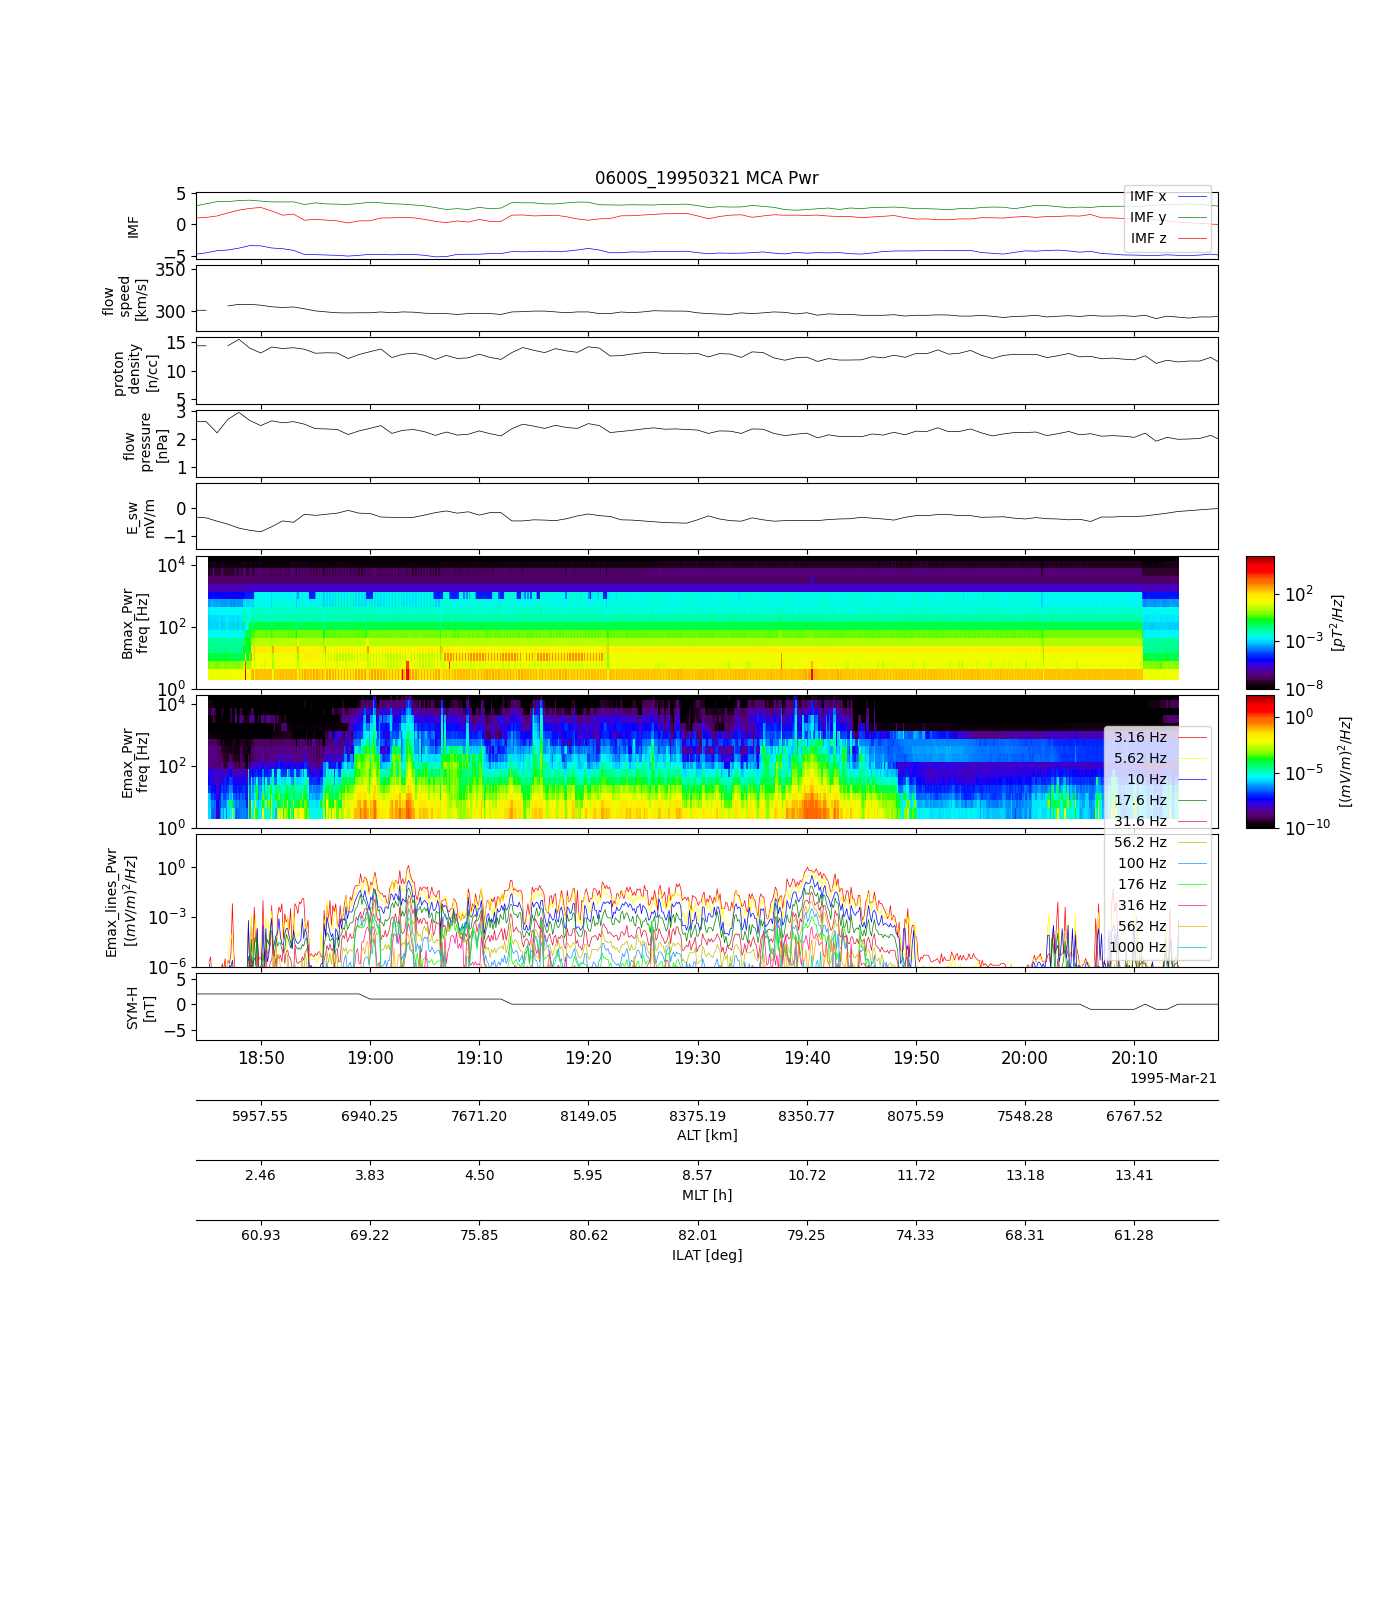 0600S_19950321 MCA Pwr
5
0
−5
IMF
IMF x
IMF y
IMF z
350
300
flow
speed
[km/s]
15
10
5
proton
density
[n/cc]
3
2
1
flow
pressure
[nPa]
0
−1
E_sw
mV/m
10^4
10^2
10^0
Bmax_Pwr
freq [Hz]
10^2
10^−3
10^−8
[pT^2/Hz]
10^4
10^2
10^0
Emax_Pwr
freq [Hz]
10^0
10^−5
10^−10
[(mV/m)^2/Hz]
3.16 Hz
5.62 Hz
10 Hz
17.6 Hz
31.6 Hz
56.2 Hz
100 Hz
176 Hz
316 Hz
562 Hz
1000 Hz
10^0
10^−3
10^−6
Emax_lines_Pwr
[(mV/m)^2/Hz]
5
0
−5
SYM-H
[nT]
18:50 19:00 19:10 19:20 19:30 19:40 19:50 20:00 20:10
1995-Mar-21
5957.55 6940.25 7671.20 8149.05 8375.19 8350.77 8075.59 7548.28 6767.52
ALT [km]
2.46 3.83 4.50 5.95 8.57 10.72 11.72 13.18 13.41
MLT [h]
60.93 69.22 75.85 80.62 82.01 79.25 74.33 68.31 61.28
ILAT [deg]